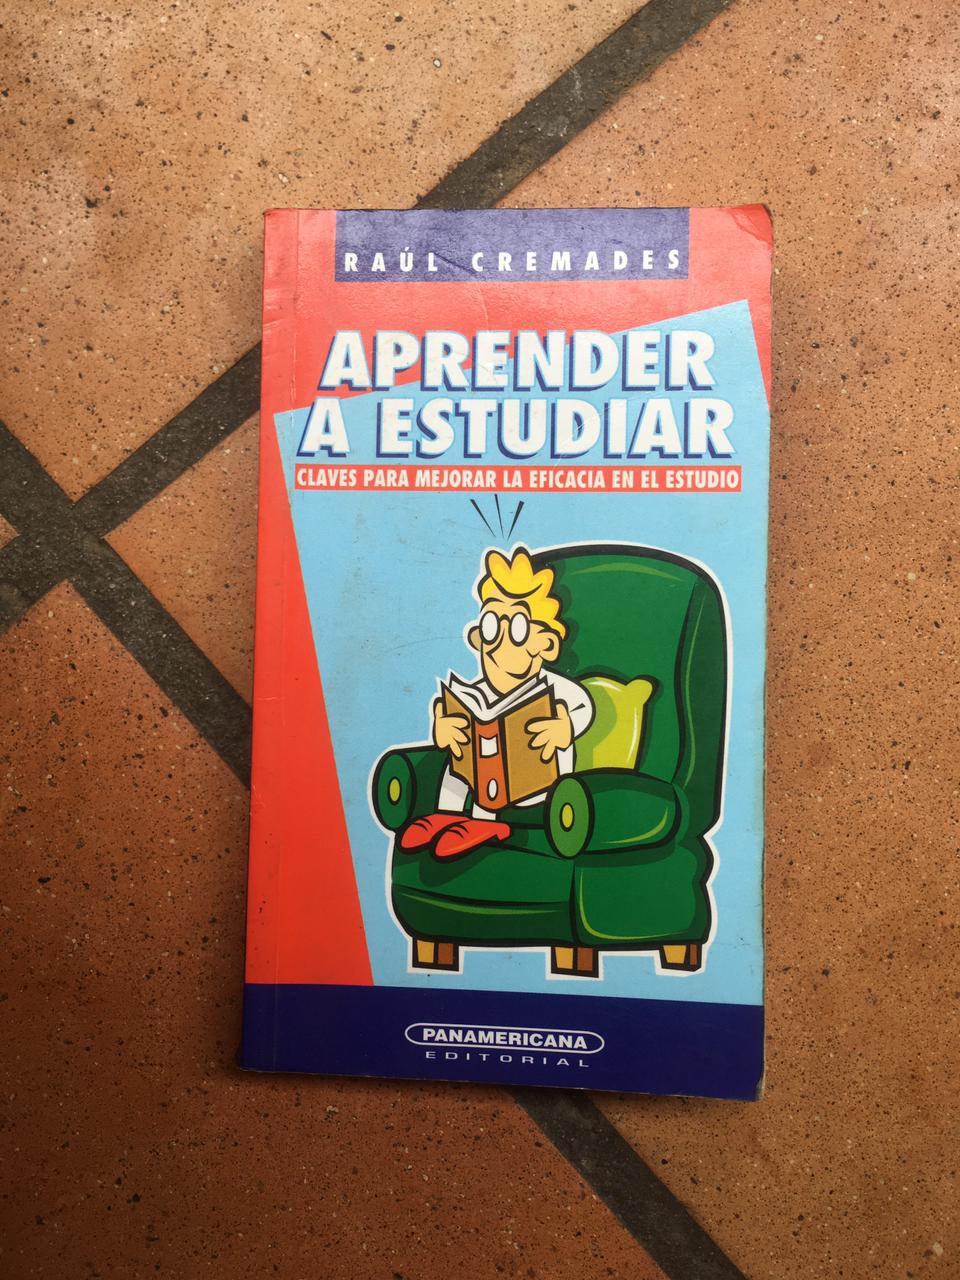 RAÚL CREMADES
APRENDER
A ESTUDIAR
CLAVES PARA MEJORAR LA EFICACIA EN EL ESTUDIO
PANAMERICANA
EDITORIAL